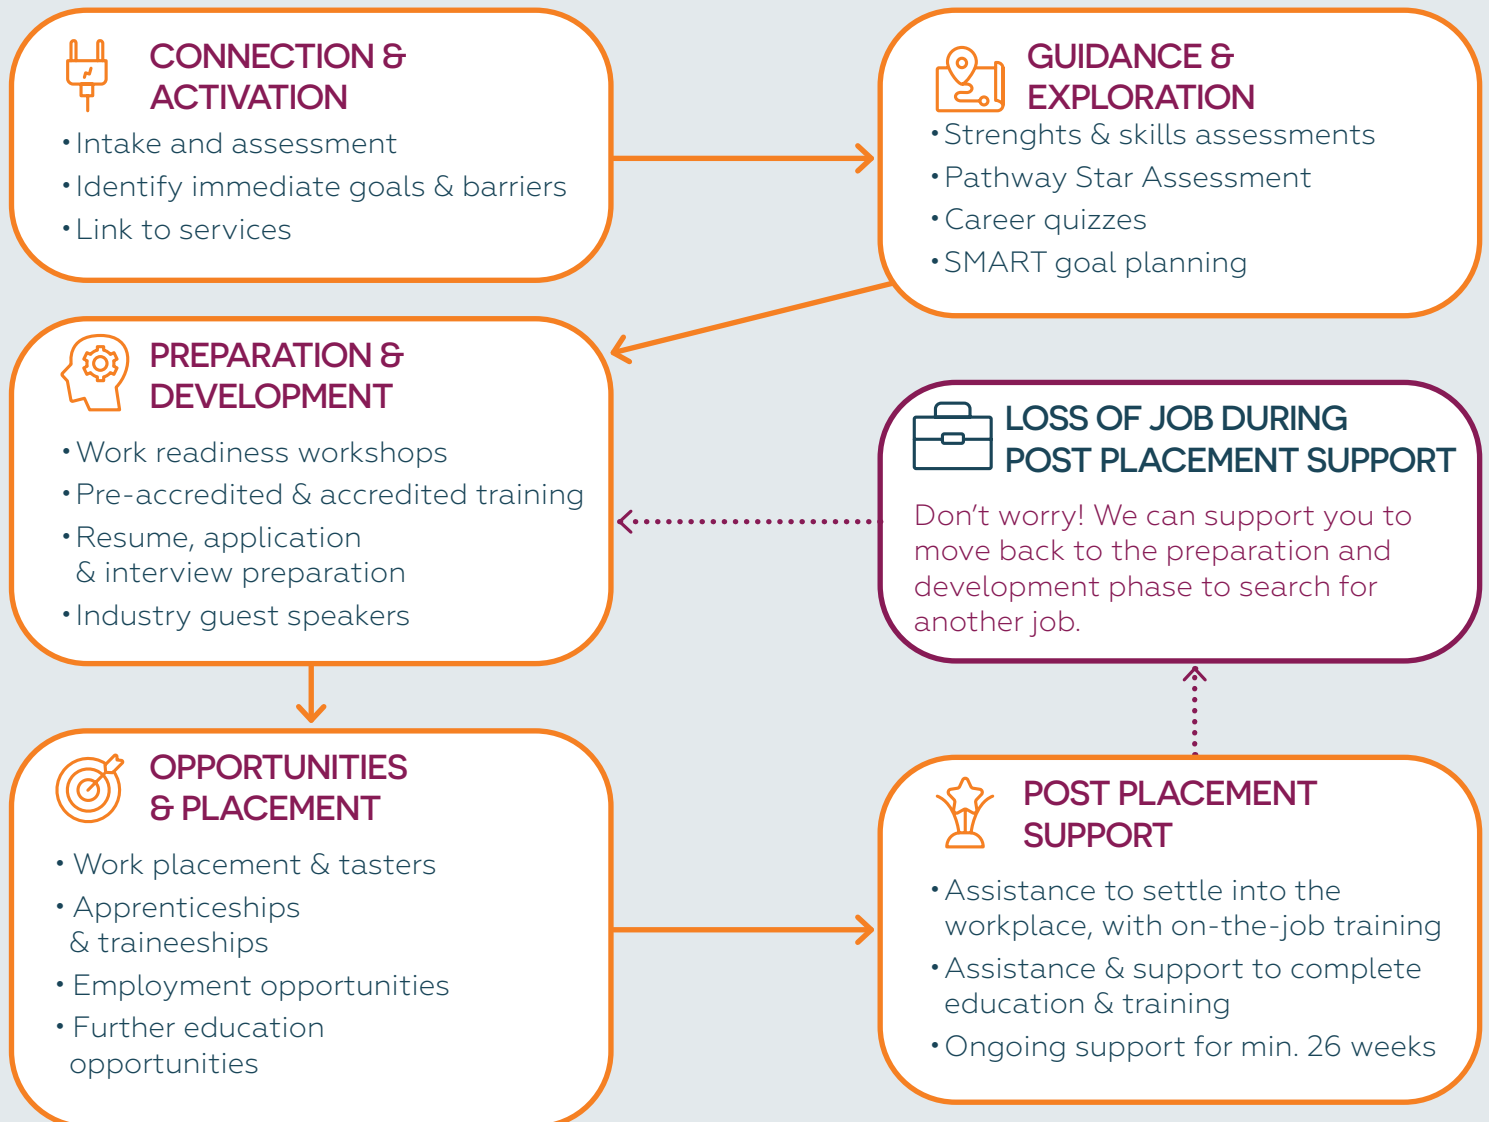 CONNECTION &
ACTIVATION
• Intake and assessment
• Identify immediate goals & barriers
• Link to services
GUIDANCE &
EXPLORATION
• Strenghts & skills assessments
• Pathway Star Assessment
• Career quizzes
• SMART goal planning
PREPARATION &
DEVELOPMENT
• Work readiness workshops
• Pre-accredited & accredited training
• Resume, application
& interview preparation
• Industry guest speakers
LOSS OF JOB DURING
POST PLACEMENT SUPPORT
Don't worry! We can support you to
move back to the preparation and
development phase to search for
another job.
OPPORTUNITIES
& PLACEMENT
• Work placement & tasters
• Apprenticeships
& traineeships
• Employment opportunities
• Further education
opportunities
POST PLACEMENT
SUPPORT
• Assistance to settle into the
workplace, with on-the-job training
• Assistance & support to complete
education & training
• Ongoing support for min. 26 weeks